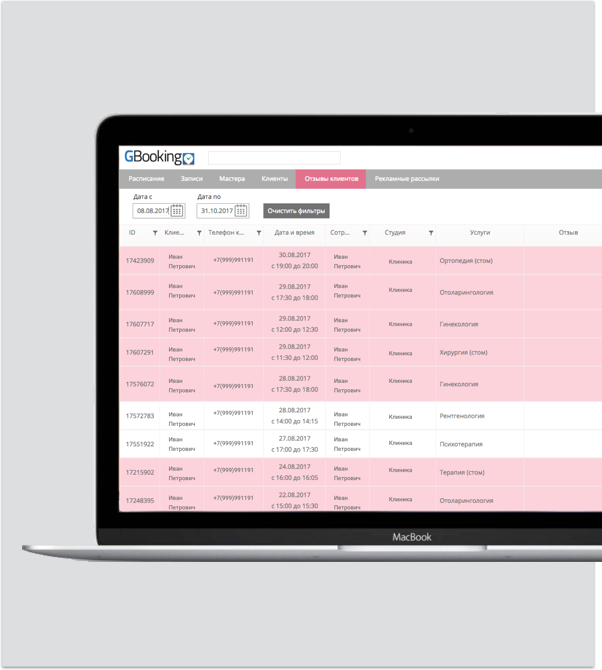 GBooking
Расписание Записи Мастера Клиенты Отзывы клиентов Рекламные рассылки
Дата с Дата по
08.08.2017 31.10.2017 Очистить фильтры
ID Клие... Телефон к... Дата и время Сотр... Студия Услуги Отзыв
17423909 Иван Петрович +7(999)991191 30.08.2017 с 19:00 до 20:00 Иван Петрович Клиника Ортопедия (стом)
17608999 Иван Петрович +7(999)991191 29.08.2017 с 17:30 до 18:00 Иван Петрович Клиника Отоларингология
17607717 Иван Петрович +7(999)991191 29.08.2017 с 12:00 до 12:30 Иван Петрович Клиника Гинекология
17607291 Иван Петрович +7(999)991191 29.08.2017 с 11:30 до 12:00 Иван Петрович Клиника Хирургия (стом)
17576072 Иван Петрович +7(999)991191 28.08.2017 с 17:30 до 18:00 Иван Петрович Клиника Гинекология
17572783 Иван Петрович +7(999)991191 28.08.2017 с 14:00 до 14:15 Иван Петрович Клиника Рентгенология
17551922 Иван Петрович +7(999)991191 27.08.2017 с 17:00 до 17:30 Иван Петрович Клиника Психотерапия
17215902 Иван Петрович +7(999)991191 24.08.2017 с 16:00 до 16:05 Иван Петрович Клиника Терапия (стом)
17248395 Иван Петрович +7(999)991191 22.08.2017 с 15:00 до 15:30 Иван Петрович Клиника Отоларингология
MacBook